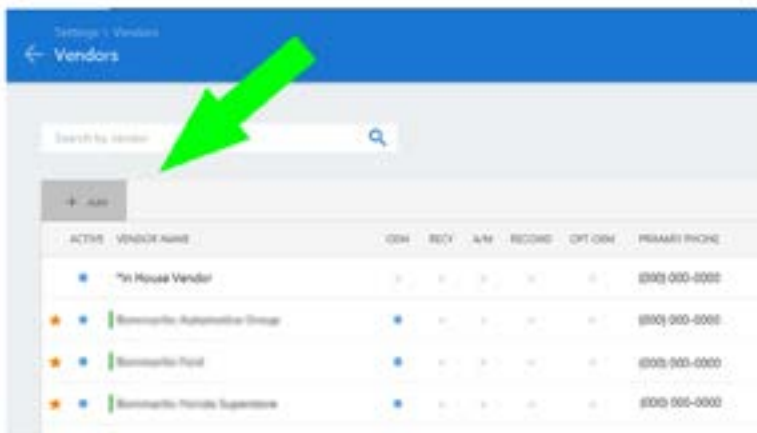 Settings \ Vendors
Vendors
Search by vendor
+ Add
ACTIVE VENDOR NAME OEM RECY A/M RECOND OPT OEM PRIMARY PHONE
*In House Vendor (000) 000-0000
Bommarito Automotive Group (000) 000-0000
Bommarito Ford (000) 000-0000
Bommarito Florida Superstore (000) 000-0000